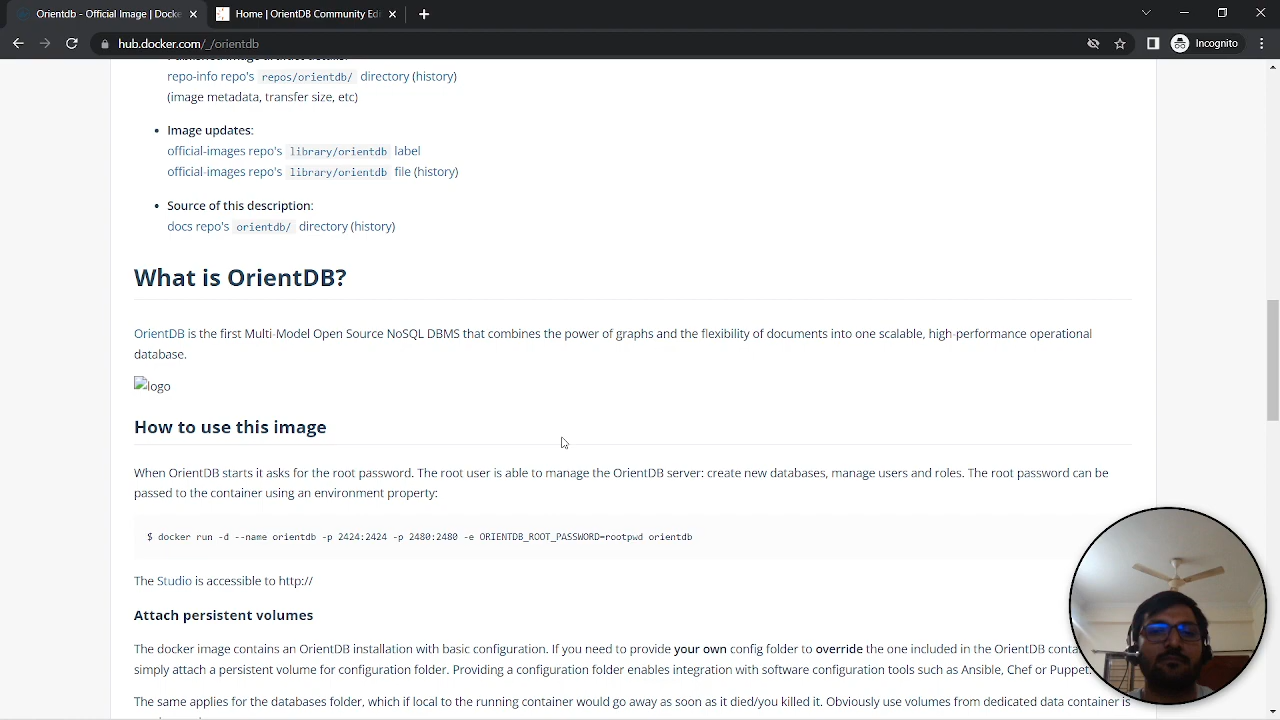 Orientdb - Official Image | Docke
Home | OrientDB Community Edi
hub.docker.com/_/orientdb
Incognito
repo-info repo's repos/orientdb/ directory (history)
(image metadata, transfer size, etc)
Image updates:
official-images repo's library/orientdb label
official-images repo's library/orientdb file (history)
Source of this description:
docs repo's orientdb/ directory (history)
What is OrientDB?
OrientDB is the first Multi-Model Open Source NoSQL DBMS that combines the power of graphs and the flexibility of documents into one scalable, high-performance operational
database.
logo
How to use this image
When OrientDB starts it asks for the root password. The root user is able to manage the OrientDB server: create new databases, manage users and roles. The root password can be
passed to the container using an environment property:
$ docker run -d --name orientdb -p 2424:2424 -p 2480:2480 -e ORIENTDB_ROOT_PASSWORD=rootpwd orientdb
The Studio is accessible to http://
Attach persistent volumes
The docker image contains an OrientDB installation with basic configuration. If you need to provide your own config folder to override the one included in the OrientDB conta
simply attach a persistent volume for configuration folder. Providing a configuration folder enables integration with software configuration tools such as Ansible, Chef or Puppet.
The same applies for the databases folder, which if local to the running container would go away as soon as it died/you killed it. Obviously use volumes from dedicated data container is